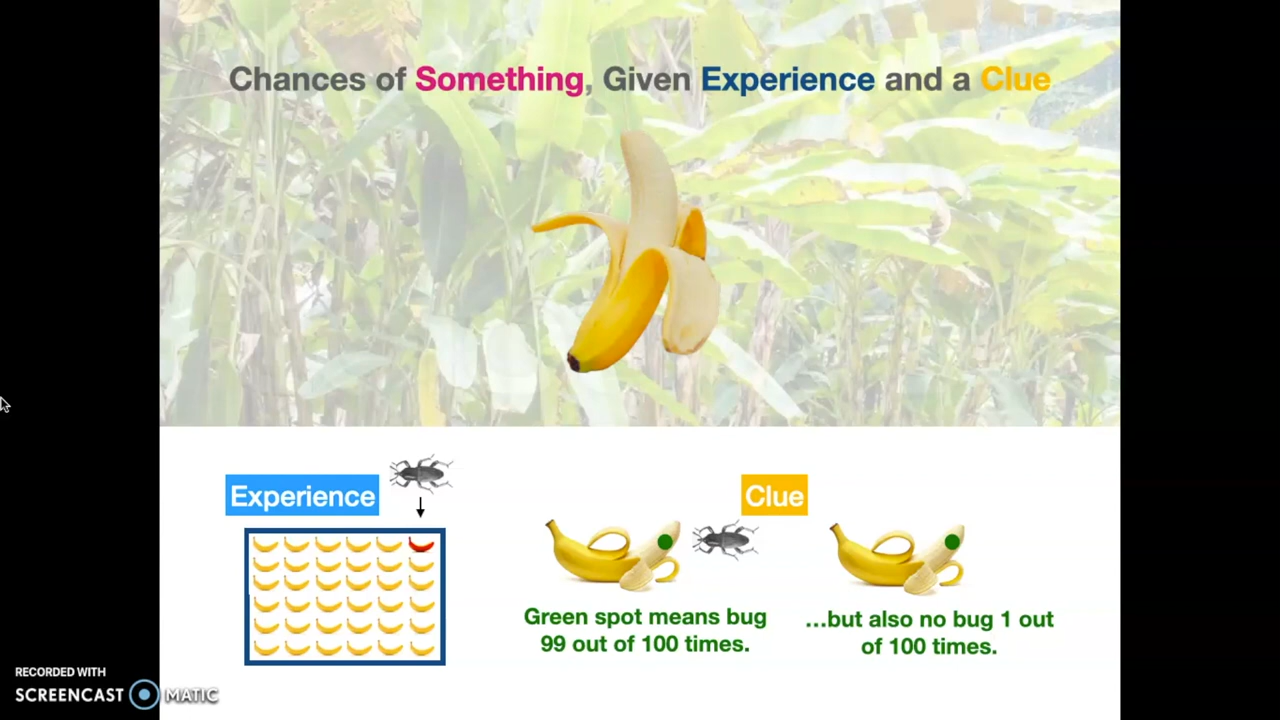 Chances of Something, Given Experience and a Clue
Experience
Clue
Green spot means bug
99 out of 100 times.
...but also no bug 1 out
of 100 times.
RECORDED WITH
SCREENCAST MATIC